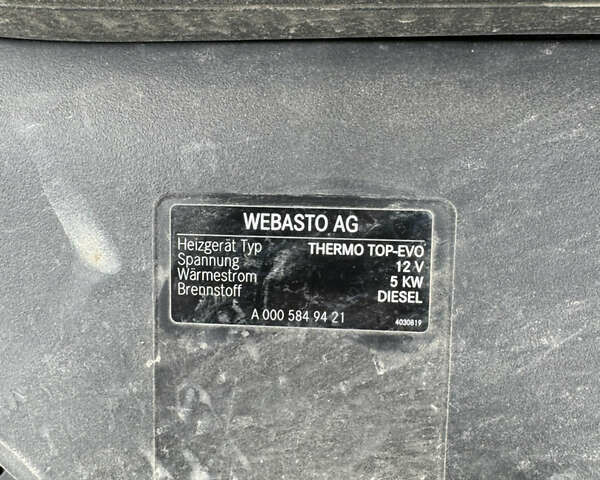 WEBASTO AG
Heizgerät Typ THERMO TOP-EVO
Spannung 12 V
Wärmestrom 5 KW
Brennstoff DIESEL
A 000 584 94 21 4030819